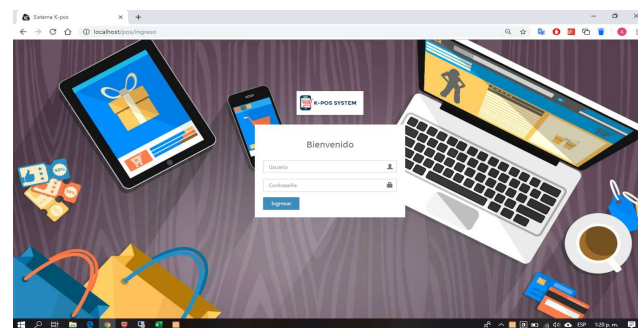 Sistema K-pos
localhost/pos/ingreso
K-POS SYSTEM
Bienvenido
Usuario
Contraseña
Ingresar
ESP
1:20 p. m.